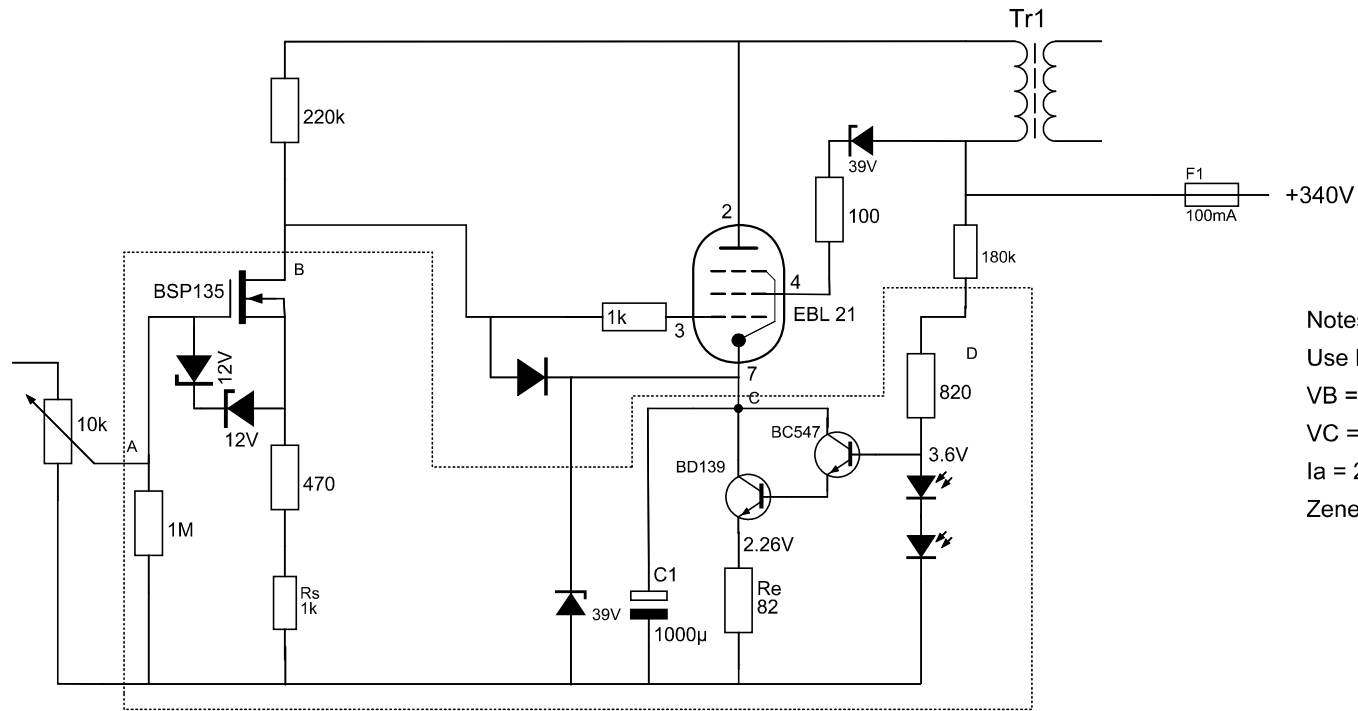 Tr1
220k
39V
F1
100mA
+340V
2
100
180k
B
BSP135
4
EBL 21
1k
3
12V
12V
7
C
D
820
Notes
Use
VB =
VC =
Ia = 2
Zene
10k
A
BC547
3.6V
BD139
470
1M
2.26V
Rs
1k
C1
39V
1000µ
Re
82